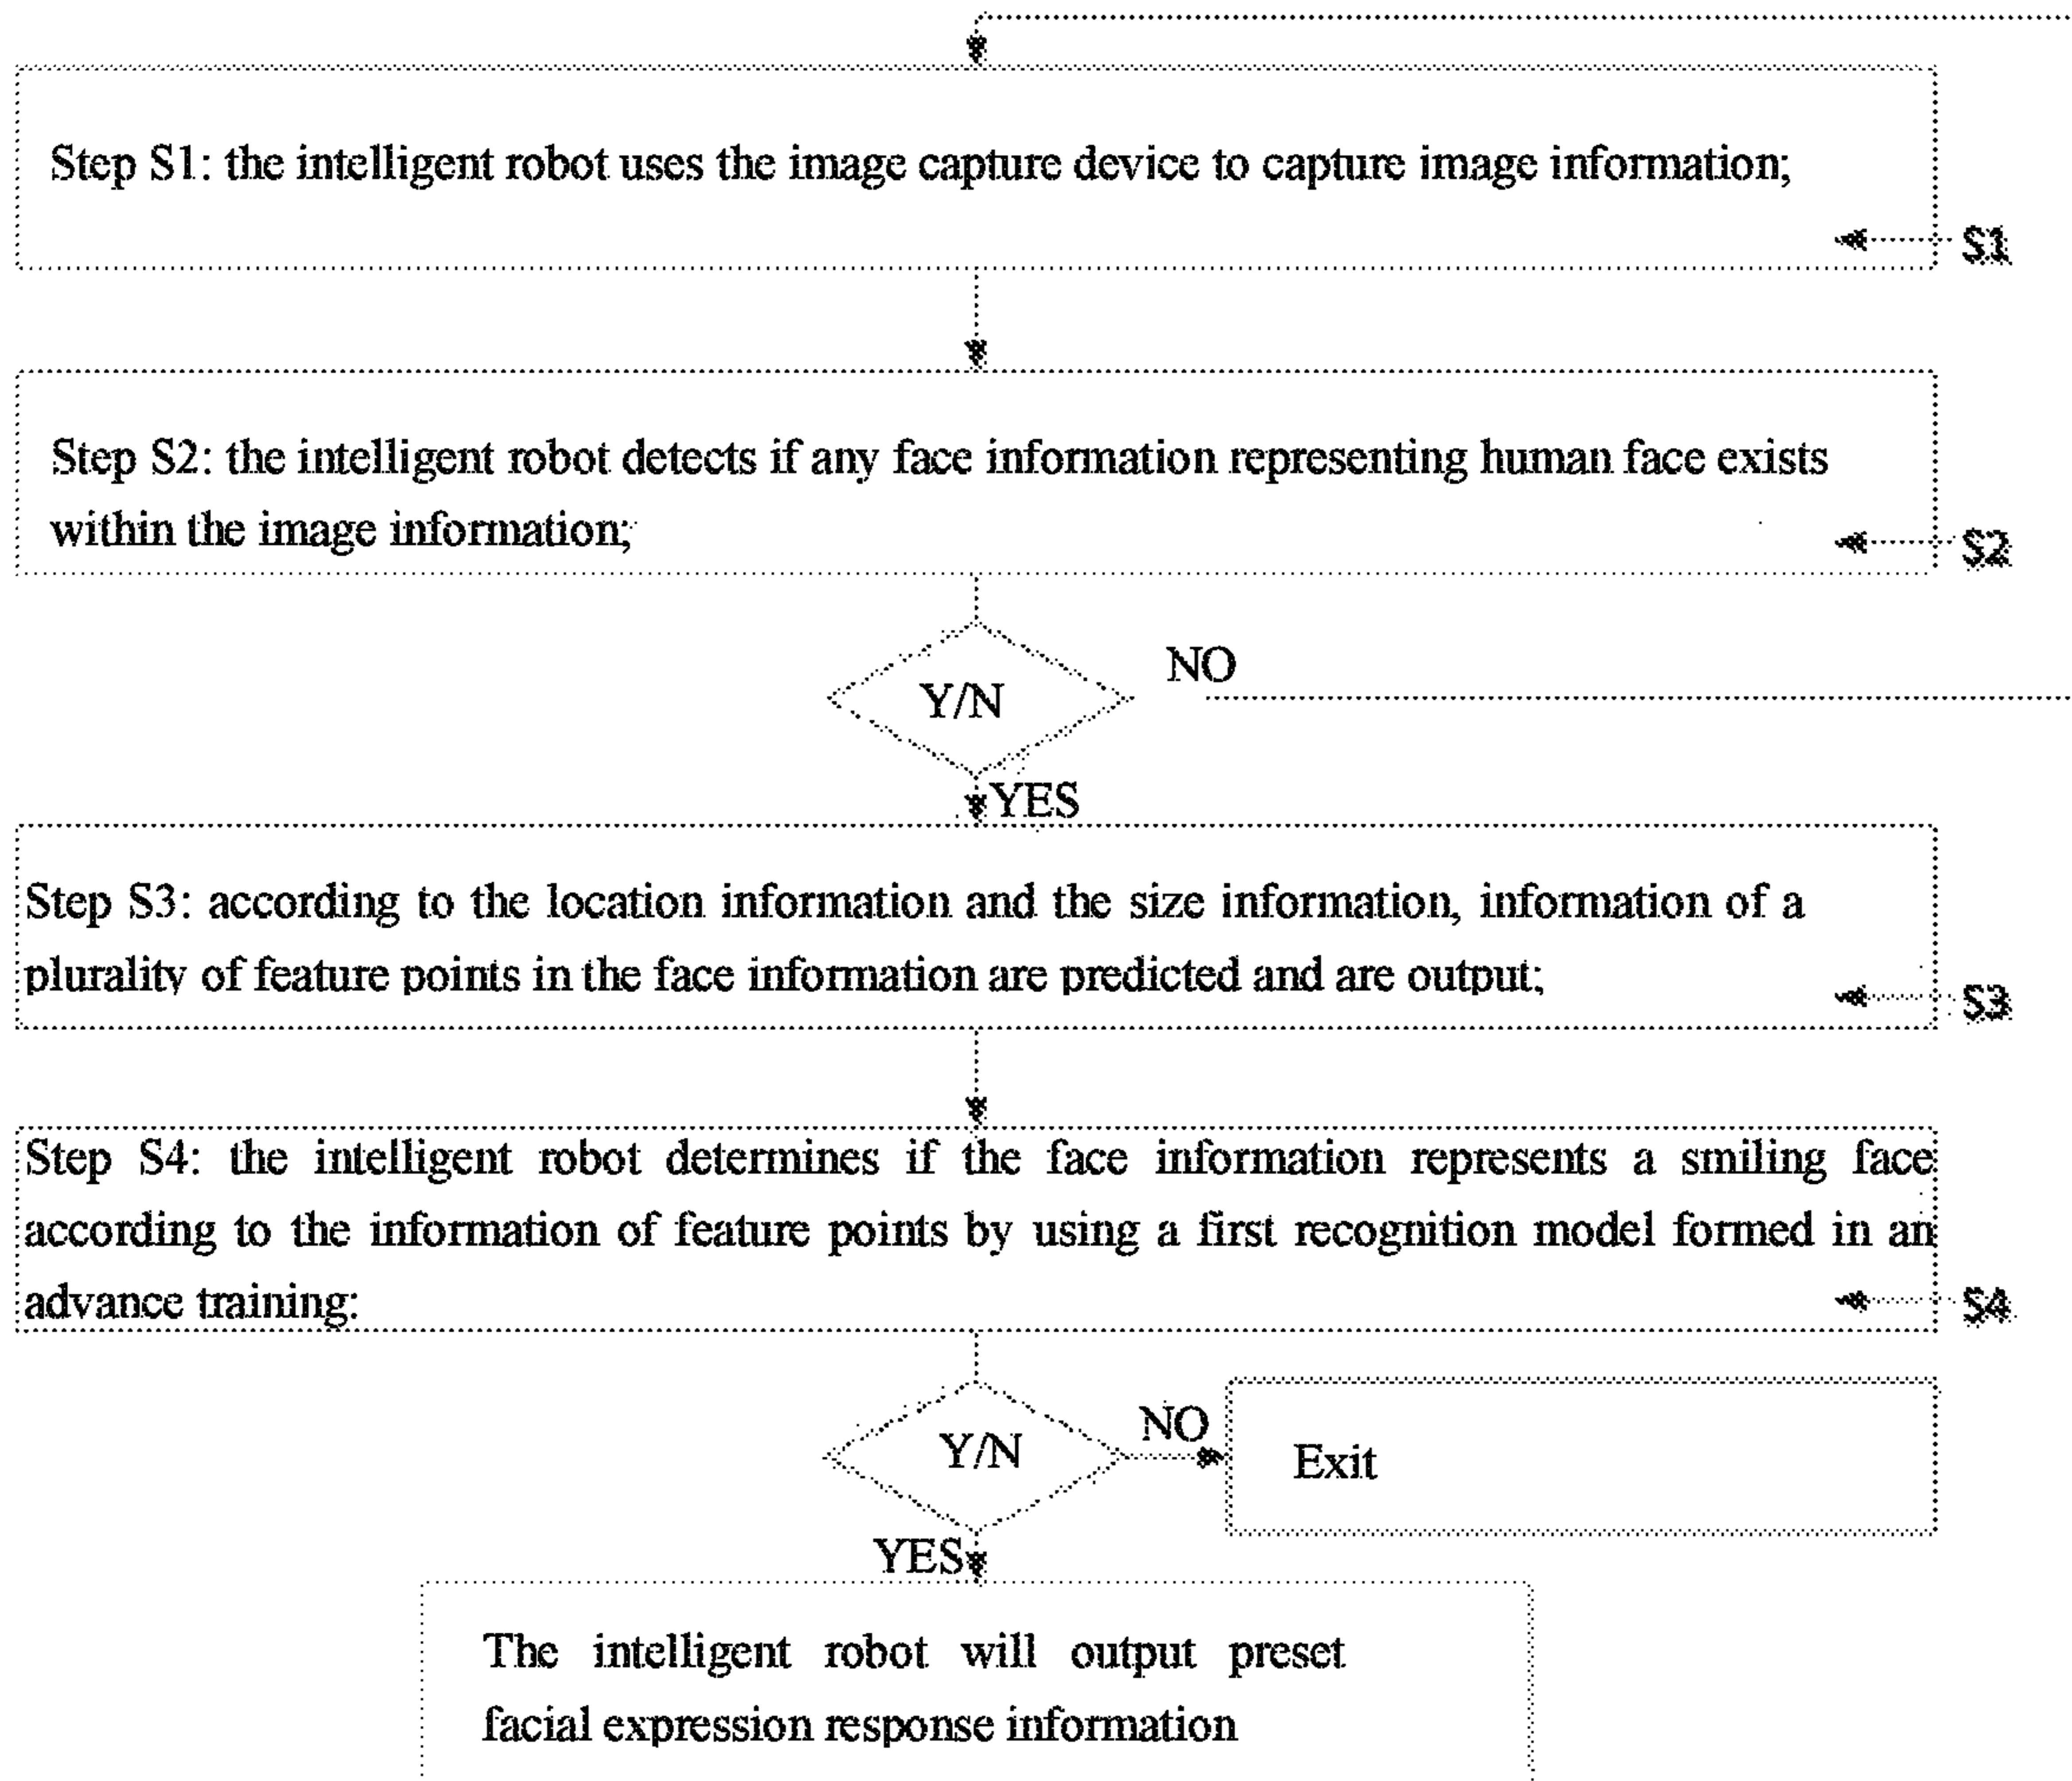 Step S1: the intelligent robot uses the image capture device to capture image information;
S1
Step S2: the intelligent robot detects if any face information representing human face exists
within the image information;
S2
Y/N
NO
YES
Step S3: according to the location information and the size information, information of a
plurality of feature points in the face information are predicted and are output;
S3
Step S4: the intelligent robot determines if the face information represents a smiling face
according to the information of feature points by using a first recognition model formed in an
advance training:
S4
Y/N
NO
Exit
YES
The intelligent robot will output preset
facial expression response information